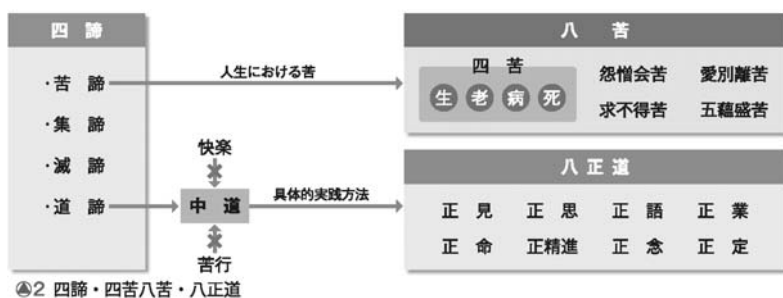 四諦
・苦諦
・集諦
・滅諦
・道諦
人生における苦
八苦
四苦
生老病死
怨憎会苦 愛別離苦
求不得苦 五蘊盛苦
快楽
中道
苦行
具体的実践方法
八正道
正見 正思 正語 正業
正命 正精進 正念 正定
▲2 四諦・四苦八苦・八正道